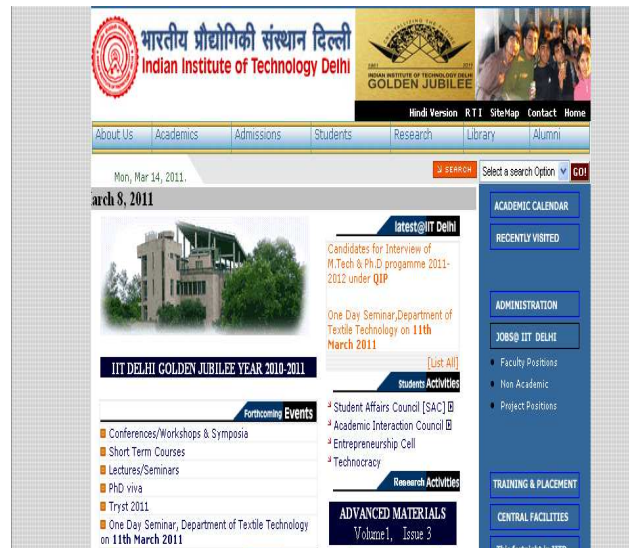 भारतीय प्रौद्योगिकी संस्थान दिल्ली
Indian Institute of Technology Delhi
INDIAN INSTITUTE OF TECHNOLOGY DELHI
GOLDEN JUBILEE
Hindi Version R T I SiteMap Contact Home
About Us Academics Admissions Students Research Library Alumni
Mon, Mar 14, 2011.
SEARCH Select a search Option GO!
arch 8, 2011
IIT DELHI GOLDEN JUBILEE YEAR 2010-2011
Forthcoming Events
Conferences/Workshops & Symposia
Short Term Courses
Lectures/Seminars
PhD viva
Tryst 2011
One Day Seminar, Department of Textile Technology
on 11th March 2011
latest@IIT Delhi
Candidates for Interview of
M.Tech & Ph.D progamme 2011-
2012 under QIP
One Day Seminar,Department of
Textile Technology on 11th
March 2011
[List All]
Students Activities
Student Affairs Council [SAC]
Academic Interaction Council
Entrepreneurship Cell
Technocracy
Research Activities
ADVANCED MATERIALS
Volume1, Issue 3
ACADEMIC CALENDAR
RECENTLY VISITED
ADMINISTRATION
JOBS@ IIT DELHI
Faculty Positions
Non Academic
Project Positions
TRAINING & PLACEMENT
CENTRAL FACILITIES